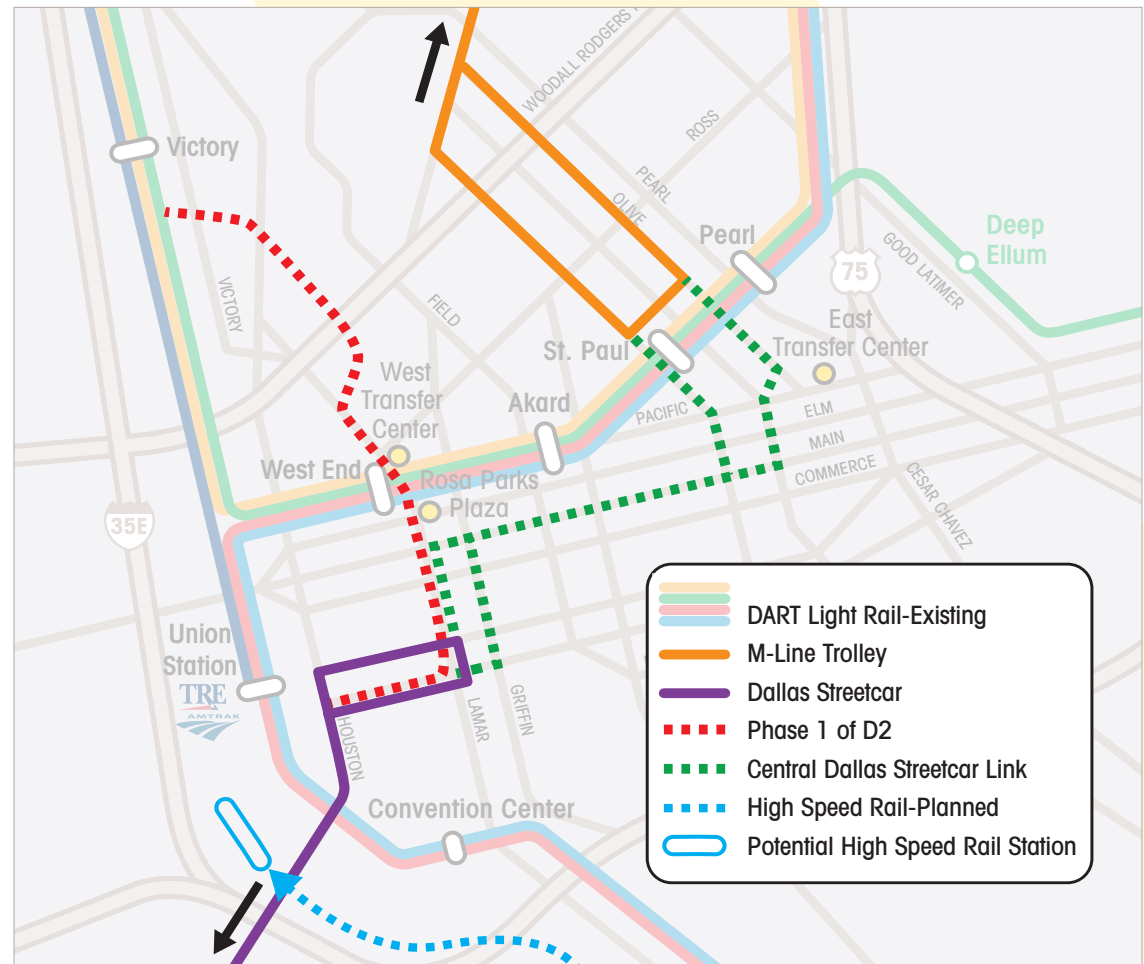 WOODALL RODGERS
ROSS
PEARL
OLIVE
Victory
Pearl
Deep
Ellum
GOOD LATIMER
75
VICTORY
FIELD
St. Paul
East
Transfer Center
West
Transfer
Center
Akard
PACIFIC
ELM
MAIN
COMMERCE
CESAR CHAVEZ
West End
Rosa Parks
Plaza
35E
Union
Station
TRE
AMTRAK
HOUSTON
LAMAR
GRIFFIN
Convention Center
DART Light Rail-Existing
M-Line Trolley
Dallas Streetcar
Phase 1 of D2
Central Dallas Streetcar Link
High Speed Rail-Planned
Potential High Speed Rail Station